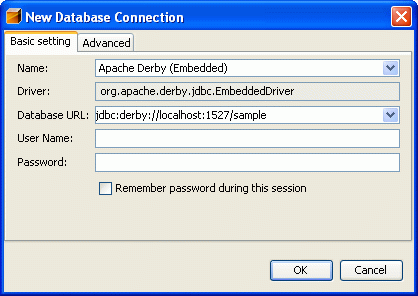 New Database Connection
Basic setting Advanced
Name: Apache Derby (Embedded)
Driver: org.apache.derby.jdbc.EmbeddedDriver
Database URL: jdbc:derby://localhost:1527/sample
User Name:
Password:
Remember password during this session
OK Cancel